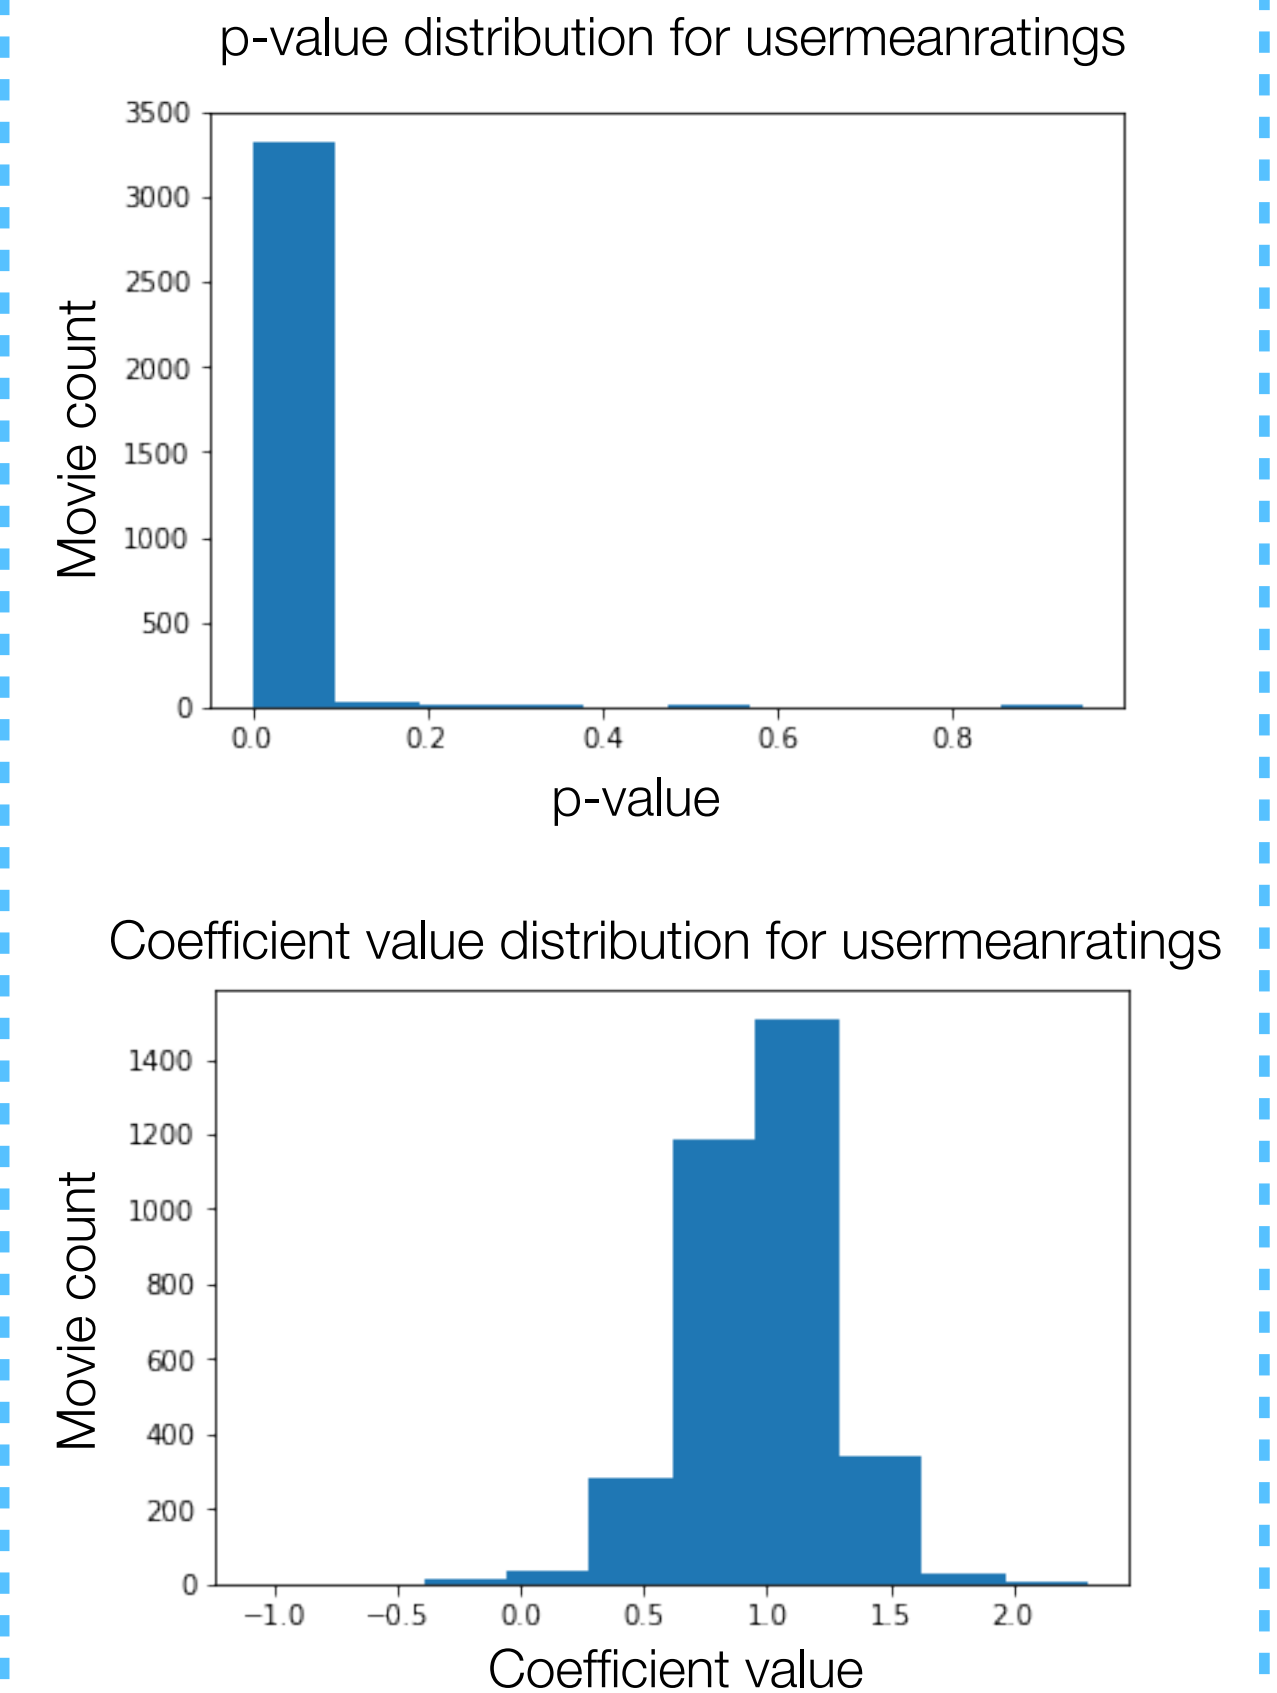 p-value distribution for usermeanratings
3500
3000
2500
2000
1500
1000
500
0
Movie count
0.0 0.2 0.4 0.6 0.8
p-value
Coefficient value distribution for usermeanratings
1400
1200
1000
800
600
400
200
0
Movie count
−1.0 −0.5 0.0 0.5 1.0 1.5 2.0
Coefficient value